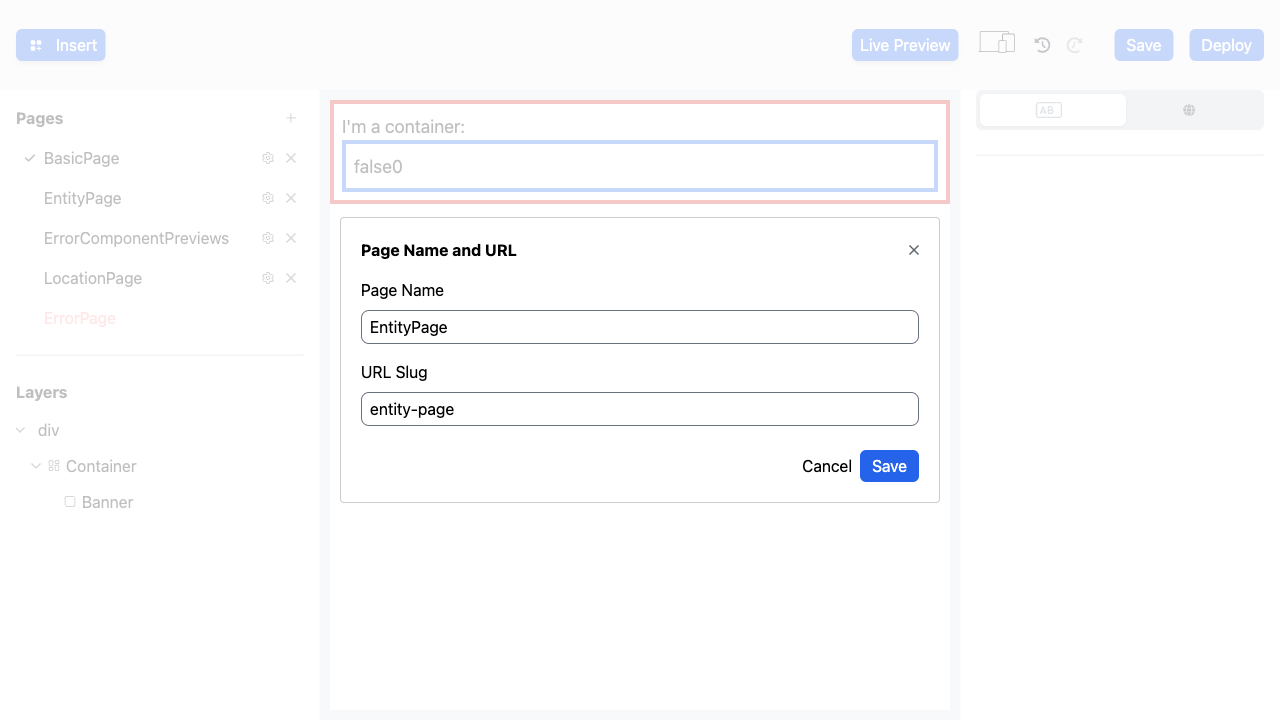 Insert
Live Preview
Save
Deploy
Pages
BasicPage
EntityPage
ErrorComponentPreviews
LocationPage
ErrorPage
Layers
div
Container
Banner
I'm a container:
false0
Page Name and URL
Page Name
EntityPage
URL Slug
entity-page
Cancel
Save
AB